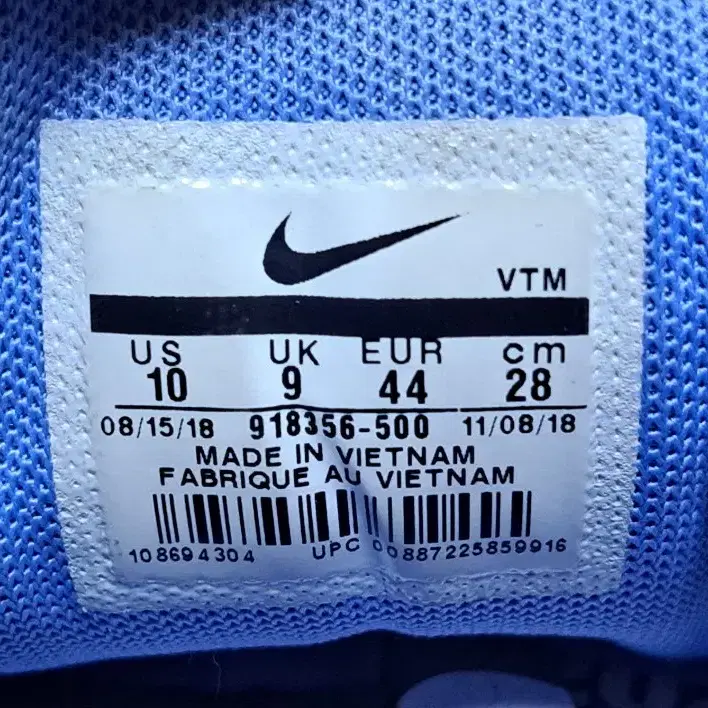 VTM
US UK EUR cm
10 9 44 28
08/15/18 918356-500 11/08/18
MADE IN VIETNAM
FABRIQUE AU VIETNAM
108694304 UPC 00887225859916